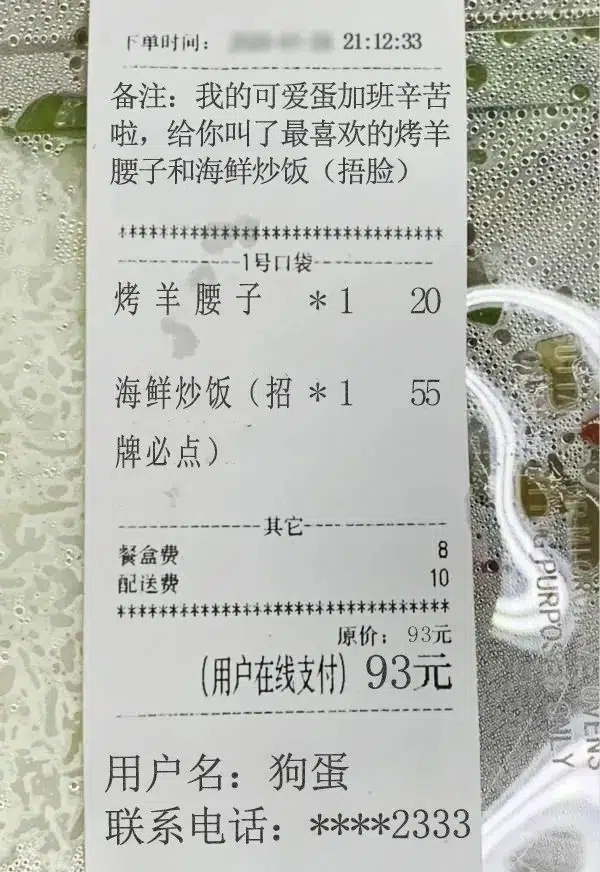 下单时间： 21:12:33
备注：我的可爱蛋加班辛苦
啦，给你叫了最喜欢的烤羊
腰子和海鲜炒饭（捂脸）
********************************
------------1号口袋------------
烤羊腰子 *1 20
海鲜炒饭（招 *1 55
牌必点）
--------------其它--------------
餐盒费 8
配送费 10
********************************
原价：93元
(用户在线支付) 93元
用户名：狗蛋
联系电话：****2333
PURPOS